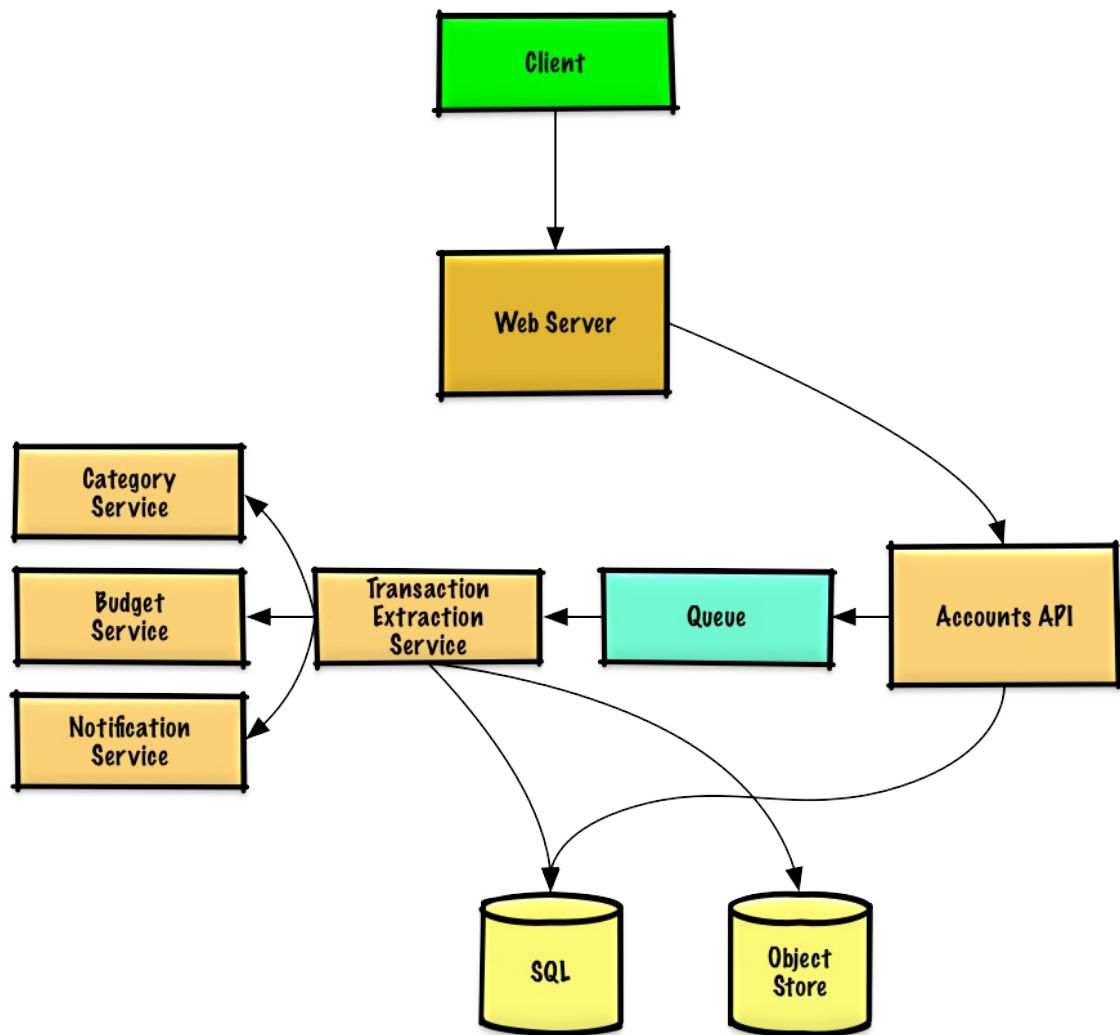 Client
Web Server
Category
Service
Budget
Service
Notification
Service
Transaction
Extraction
Service
Queue
Accounts API
SQL
Object
Store